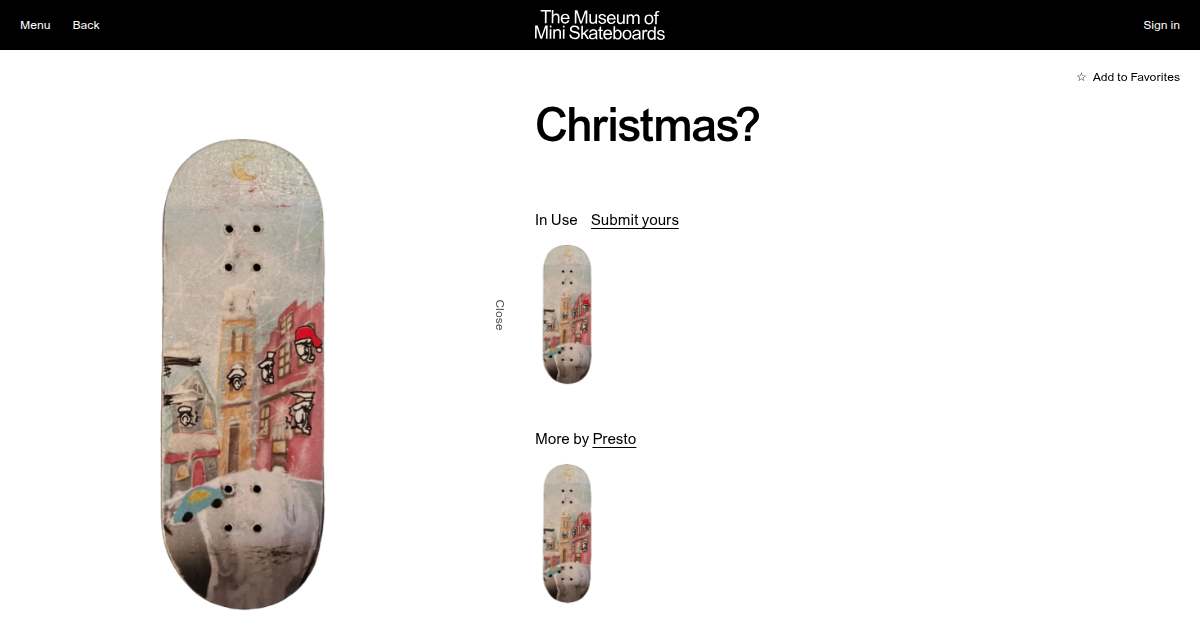 Menu
Back
The Museum of
Mini Skateboards
Sign in
☆ Add to Favorites
Christmas?
In Use
Submit yours
Close
More by Presto